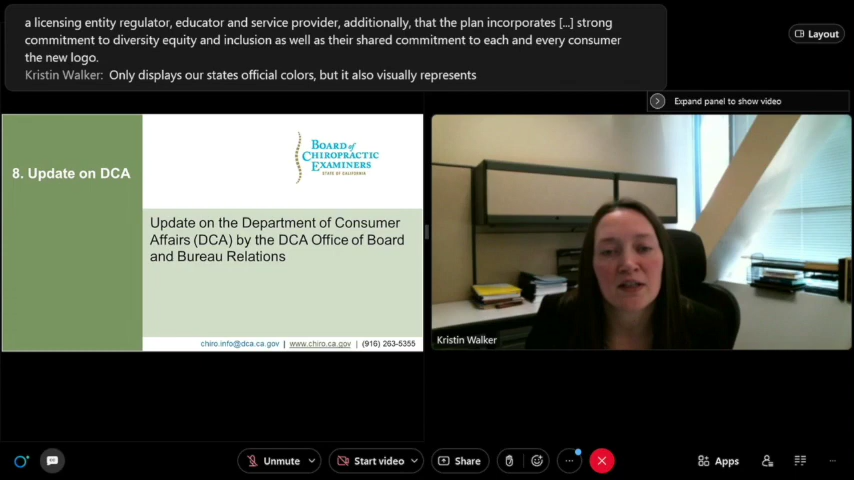 a licensing entity regulator, educator and service provider, additionally, that the plan incorporates [...] strong
commitment to diversity equity and inclusion as well as their shared commitment to each and every consumer
the new logo.
Kristin Walker: Only displays our states official colors, but it also visually represents
Layout
Expand panel to show video
8. Update on DCA
BOARD of
CHIROPRACTIC
EXAMINERS
STATE OF CALIFORNIA
Update on the Department of Consumer
Affairs (DCA) by the DCA Office of Board
and Bureau Relations
chiro.info@dca.ca.gov | www.chiro.ca.gov | (916) 263-5355
Kristin Walker
Unmute
Start video
Share
Apps